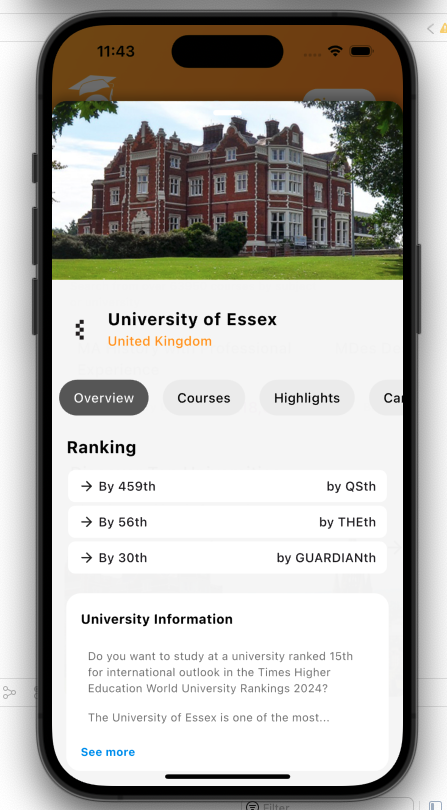 11:43
University of Essex
United Kingdom
Overview Courses Highlights Ca
Ranking
→ By 459th by QSth
→ By 56th by THEth
→ By 30th by GUARDIANth
University Information
Do you want to study at a university ranked 15th
for international outlook in the Times Higher
Education World University Rankings 2024?
The University of Essex is one of the most...
See more
Filter